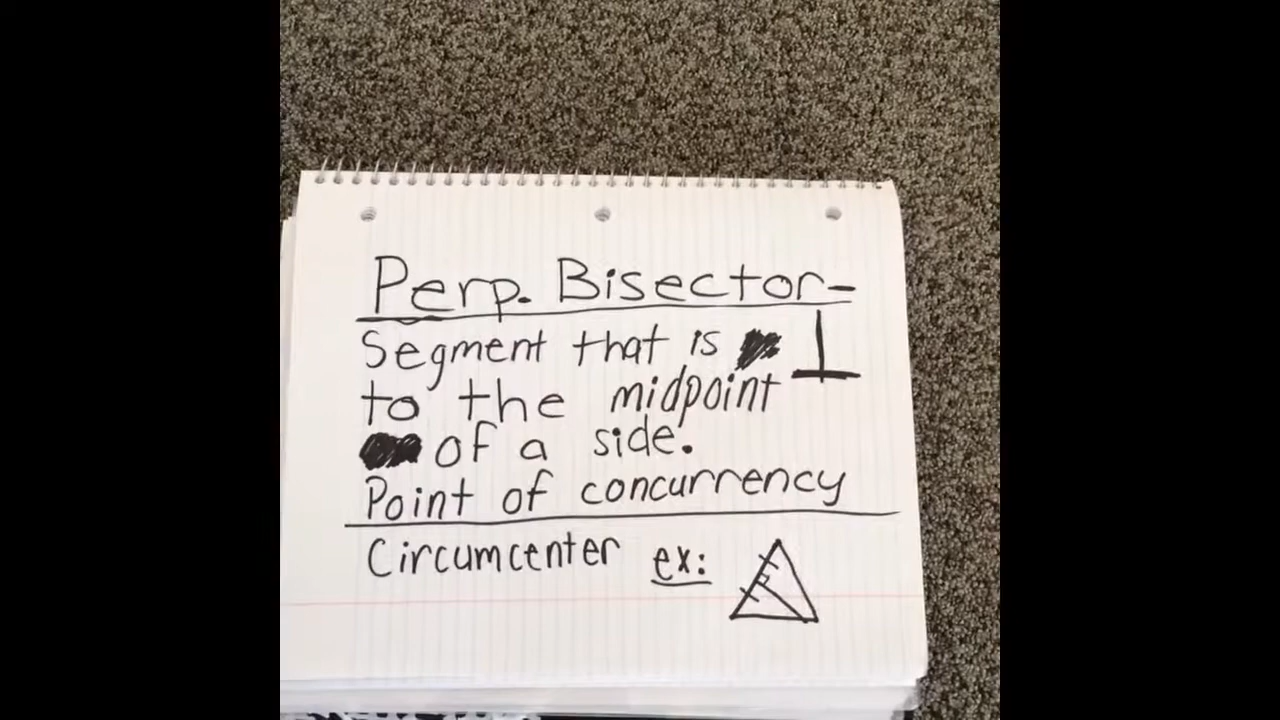 Perp. Bisector-
Segment that is ⊥
to the midpoint
of a side.
Point of concurrency
Circumcenter ex: